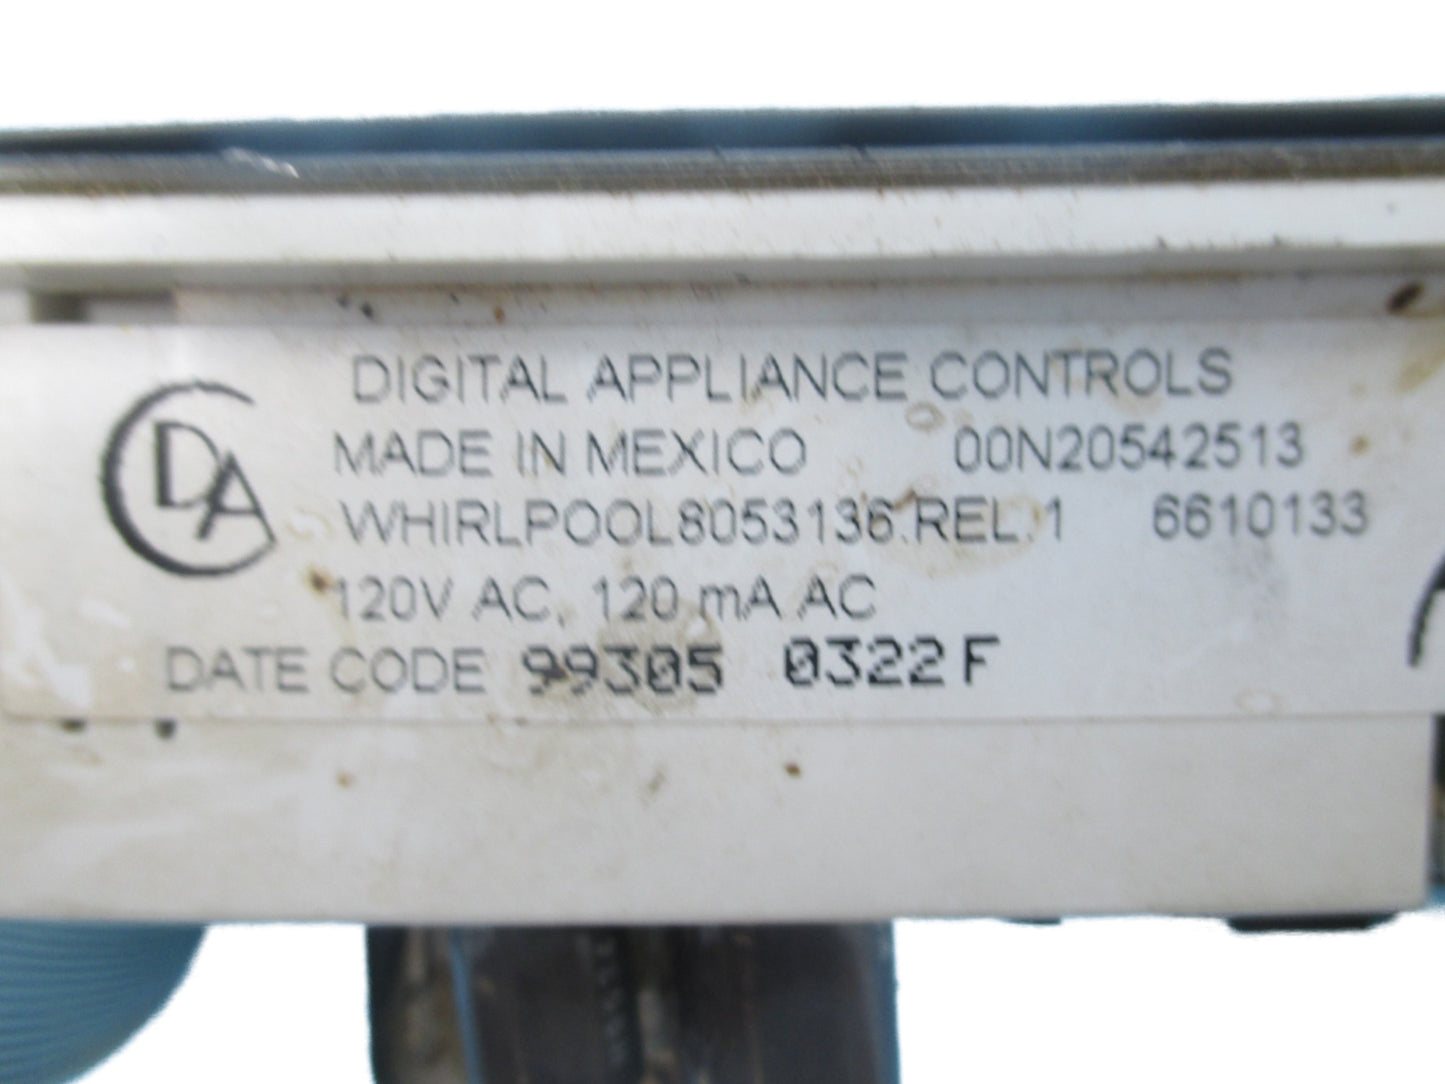 DIGITAL APPLIANCE CONTROLS
MADE IN MEXICO 00N20542513
WHIRLPOOL8053136.REL.1 6610133
120V AC, 120 mA AC
DATE CODE 99305 0322F
DA